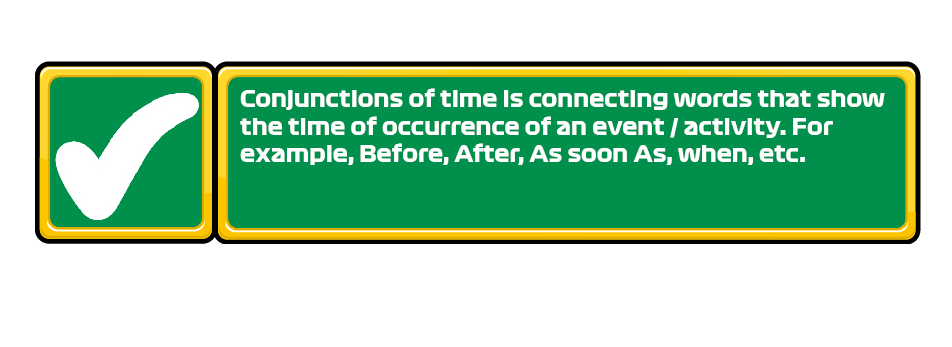 Conjunctions of time is connecting words that show
the time of occurrence of an event / activity. For
example, Before, After, As soon As, when, etc.